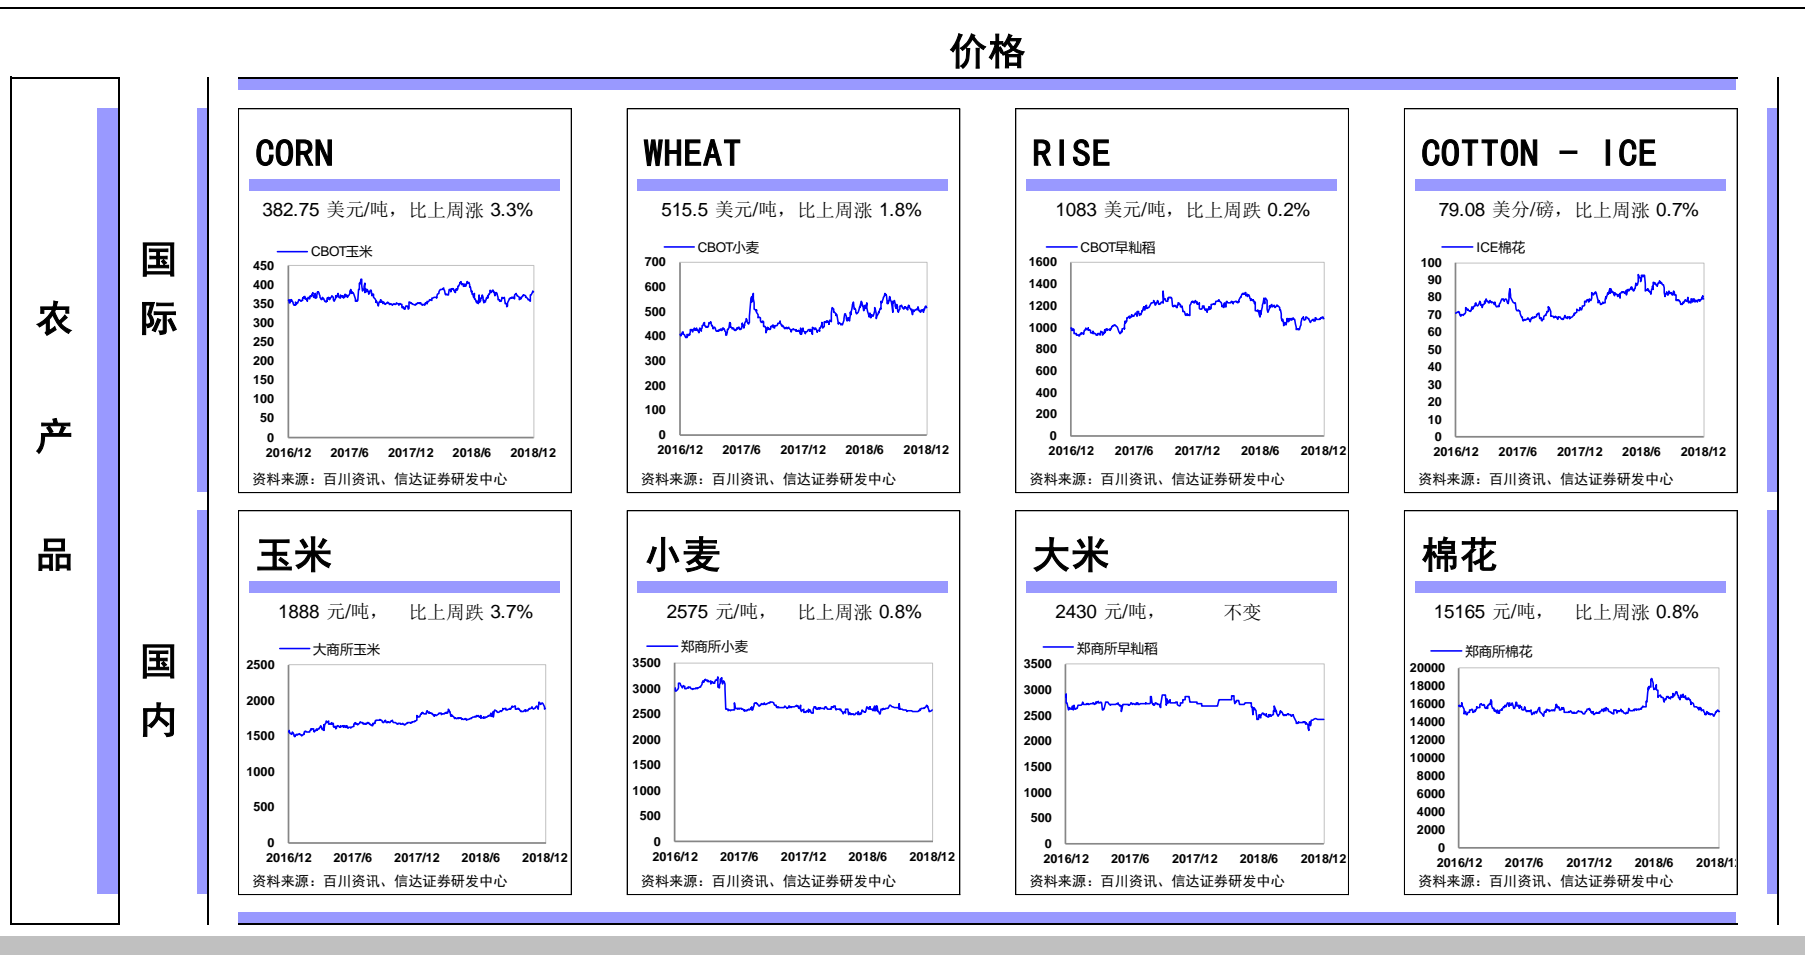 价格
农
产
品
国
际
国
内
CORN
382.75 美元/吨，比上周涨 3.3%
CBOT玉米
450
400
350
300
250
200
150
100
50
0
2016/12 2017/6 2017/12 2018/6 2018/12
资料来源：百川资讯、信达证券研发中心
WHEAT
515.5 美元/吨，比上周涨 1.8%
CBOT小麦
700
600
500
400
300
200
100
0
2016/12 2017/6 2017/12 2018/6 2018/12
资料来源：百川资讯、信达证券研发中心
RISE
1083 美元/吨，比上周跌 0.2%
CBOT早籼稻
1600
1400
1200
1000
800
600
400
200
0
2016/12 2017/6 2017/12 2018/6 2018/12
资料来源：百川资讯、信达证券研发中心
COTTON - ICE
79.08 美分/磅，比上周涨 0.7%
ICE棉花
100
90
80
70
60
50
40
30
20
10
0
2016/12 2017/6 2017/12 2018/6 2018/12
资料来源：百川资讯、信达证券研发中心
玉米
1888 元/吨， 比上周跌 3.7%
大商所玉米
2500
2000
1500
1000
500
0
2016/12 2017/6 2017/12 2018/6 2018/12
资料来源：百川资讯、信达证券研发中心
小麦
2575 元/吨， 比上周涨 0.8%
郑商所小麦
3500
3000
2500
2000
1500
1000
500
0
2016/12 2017/6 2017/12 2018/6 2018/12
资料来源：百川资讯、信达证券研发中心
大米
2430 元/吨， 不变
郑商所早籼稻
3500
3000
2500
2000
1500
1000
500
0
2016/12 2017/6 2017/12 2018/6 2018/12
资料来源：百川资讯、信达证券研发中心
棉花
15165 元/吨， 比上周涨 0.8%
郑商所棉花
20000
18000
16000
14000
12000
10000
8000
6000
4000
2000
0
2016/12 2017/6 2017/12 2018/6 2018/1
资料来源：百川资讯、信达证券研发中心